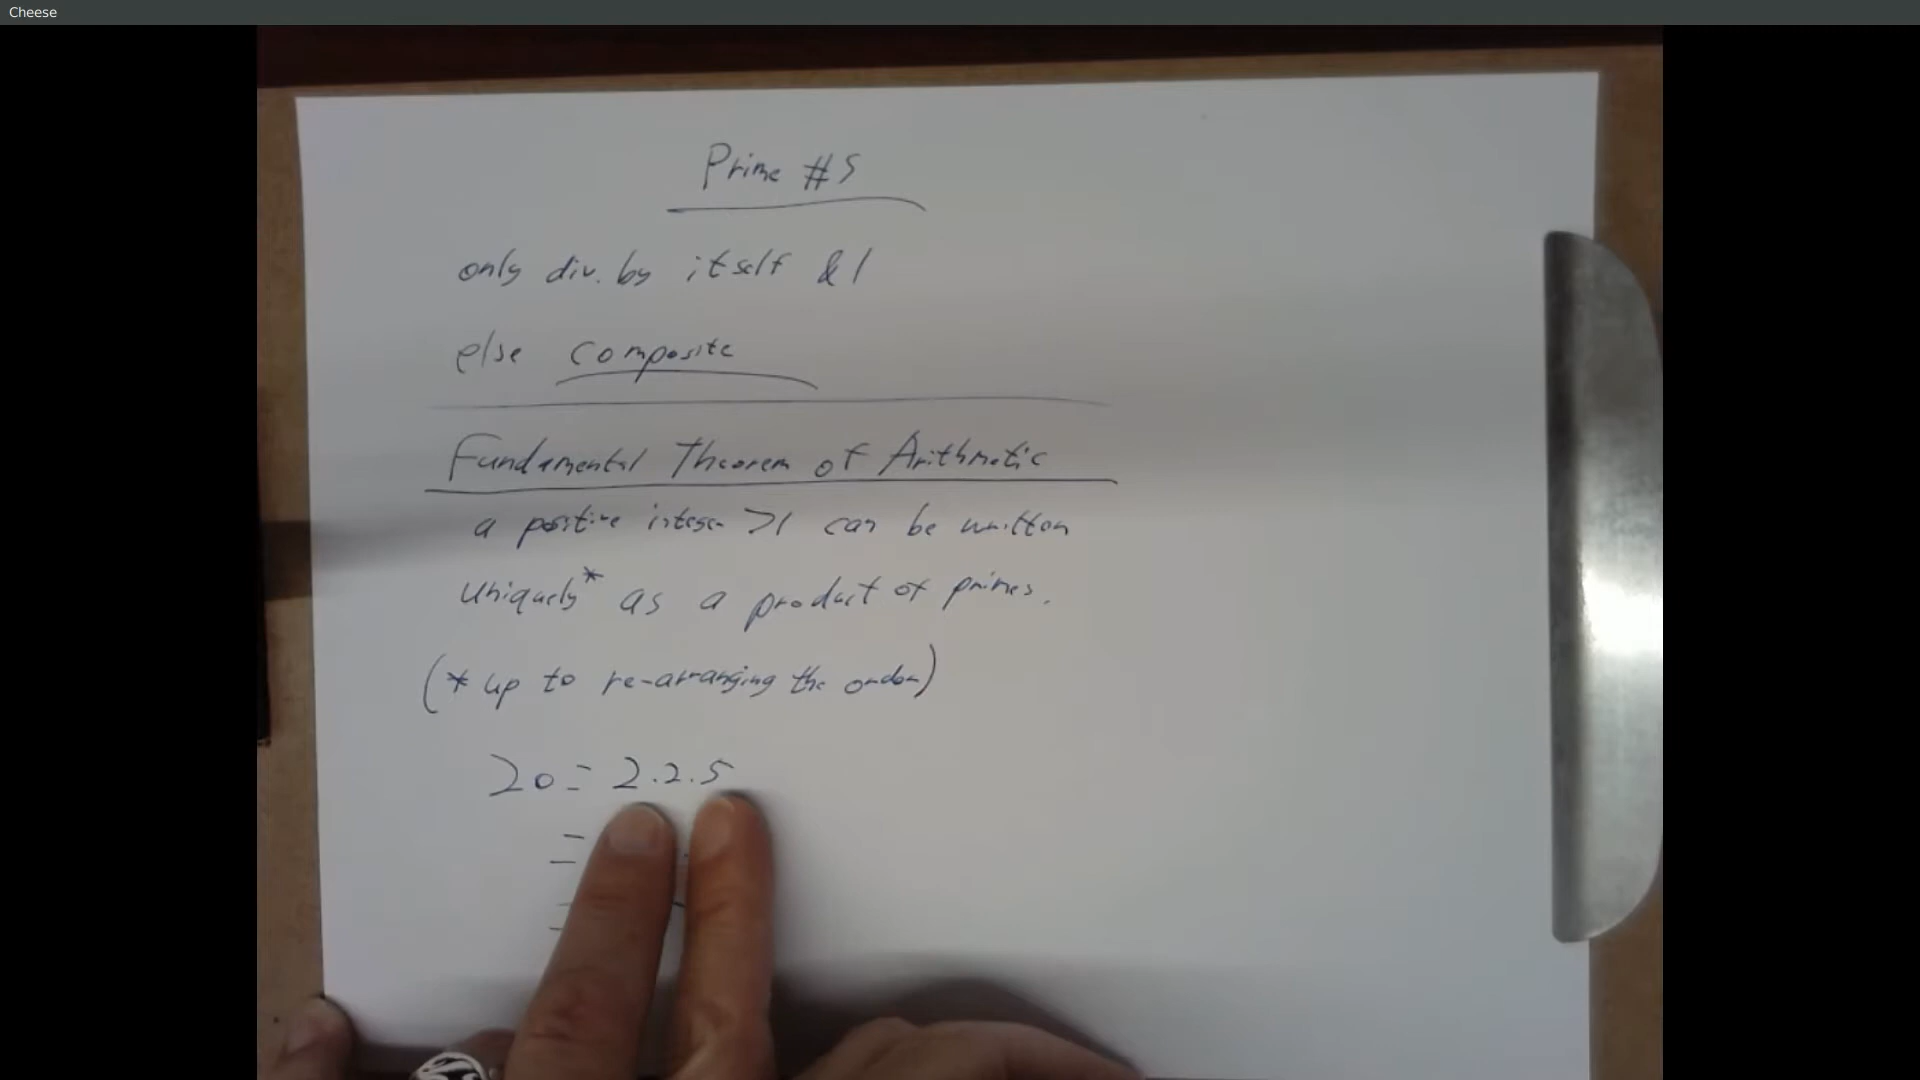 Cheese
Prime #s
only div. by itself & 1
else composite
Fundamental Theorem of Arithmetic
a positive integer >1 can be written
uniquely* as a product of primes.
(* up to re-arranging the order)
20 = 2.2.5
=
=